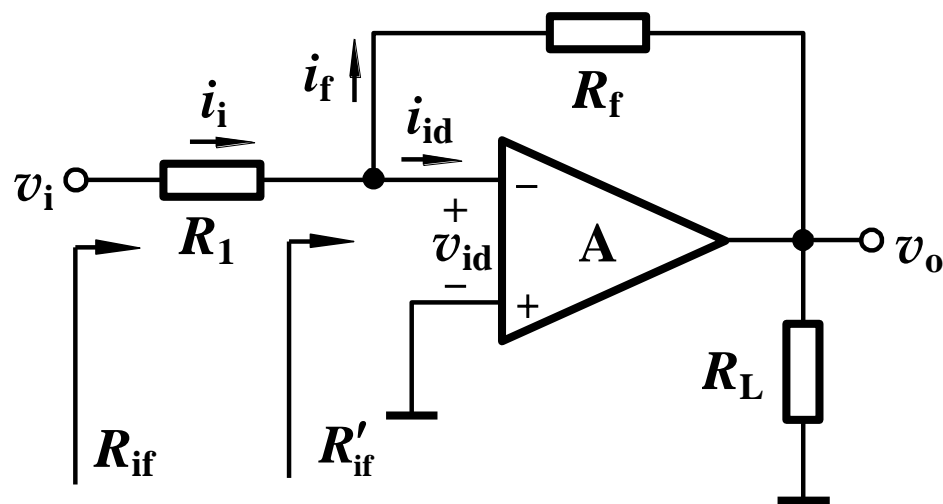 R_f
i_f
i_i
i_id
v_i
R_1
−
+
v_id
−
+
A
v_o
R_L
R_if
R'_if